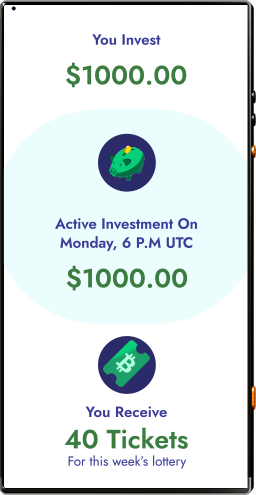 You Invest
$1000.00
Active Investment On
Monday, 6 P.M UTC
$1000.00
You Receive
40 Tickets
For this week's lottery